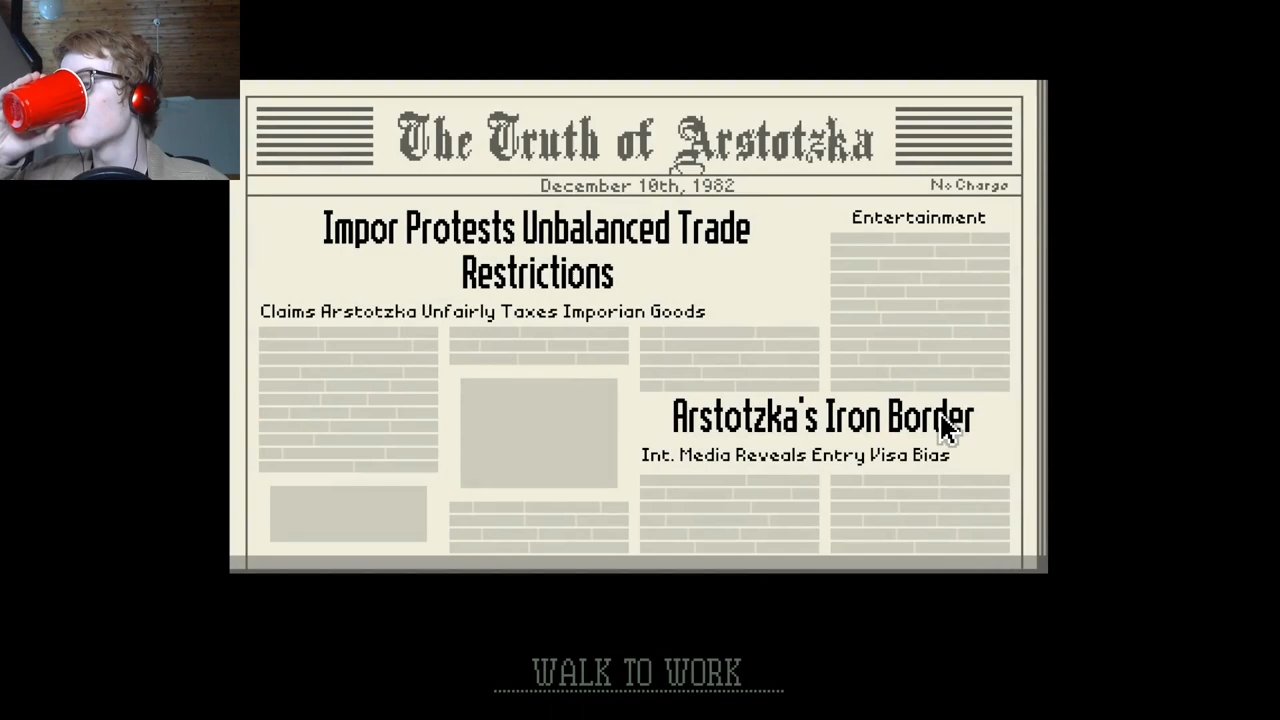 The Truth of Arstotzka
December 10th, 1982
No Charge
Impor Protests Unbalanced Trade
Restrictions
Claims Arstotzka Unfairly Taxes Imporian Goods
Entertainment
Arstotzka's Iron Border
Int. Media Reveals Entry Visa Bias
WALK TO WORK